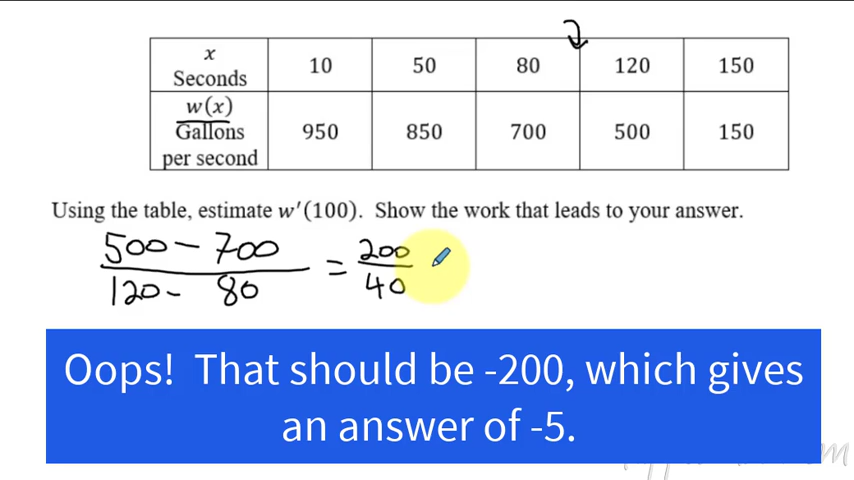 x
Seconds 10 50 80 120 150
w(x)
Gallons
per second 950 850 700 500 150
Using the table, estimate w′(100). Show the work that leads to your answer.
500 - 700 / 120 - 80 = 200 / 40
Oops! That should be -200, which gives
an answer of -5.